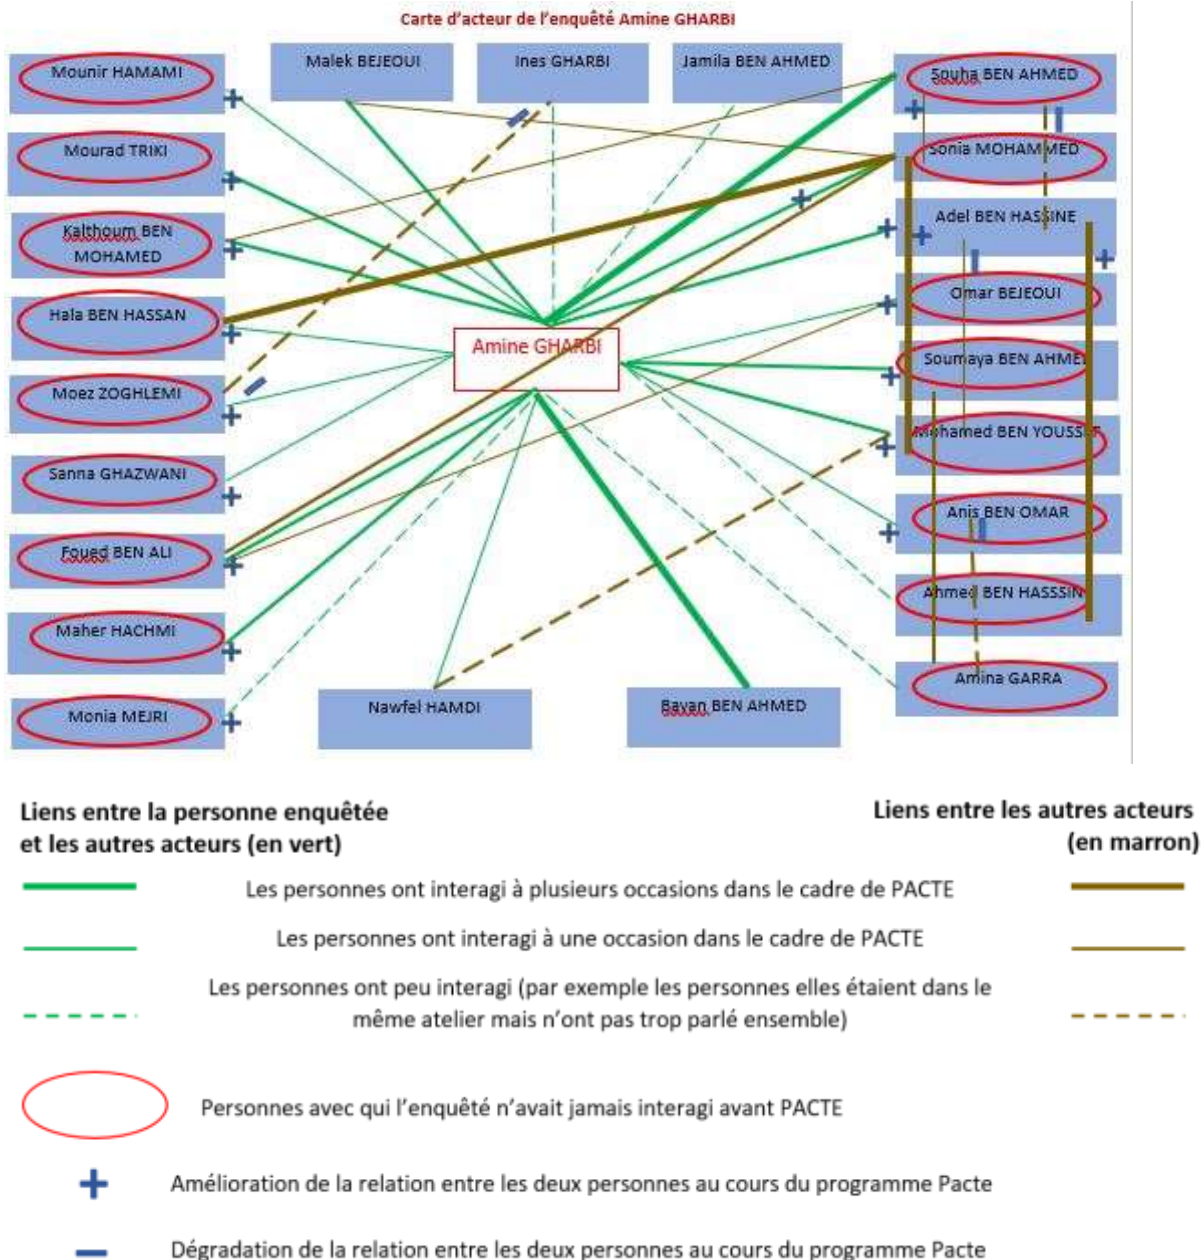 Carte d'acteur de l'enquêté Amine GHARBI
Malek BEJEOUI
Ines GHARBI
Jamila BEN AHMED
Mounir HAMAMI
Souha BEN AHMED
Mourad TRIKI
Sonia MOHAMMED
Kalthoum BEN
MOHAMED
Adel BEN HASSINE
Hala BEN HASSAN
Omar BEJEOUI
Amine GHARBI
Soumaya BEN AHMED
Moez ZOGHLEMI
Mohamed BEN YOUSSEF
Sanna GHAZWANI
Anis BEN OMAR
Foued BEN ALI
Ahmed BEN HASSSIN
Maher HACHMI
Amina GARRA
Monia MEJRI
Nawfel HAMDI
Bayan BEN AHMED
Liens entre la personne enquêtée
et les autres acteurs (en vert)
Liens entre les autres acteurs
(en marron)
Les personnes ont interagi à plusieurs occasions dans le cadre de PACTE
Les personnes ont interagi à une occasion dans le cadre de PACTE
Les personnes ont peu interagi (par exemple les personnes elles étaient dans le
même atelier mais n'ont pas trop parlé ensemble)
Personnes avec qui l'enquêté n'avait jamais interagi avant PACTE
Amélioration de la relation entre les deux personnes au cours du programme Pacte
Dégradation de la relation entre les deux personnes au cours du programme Pacte